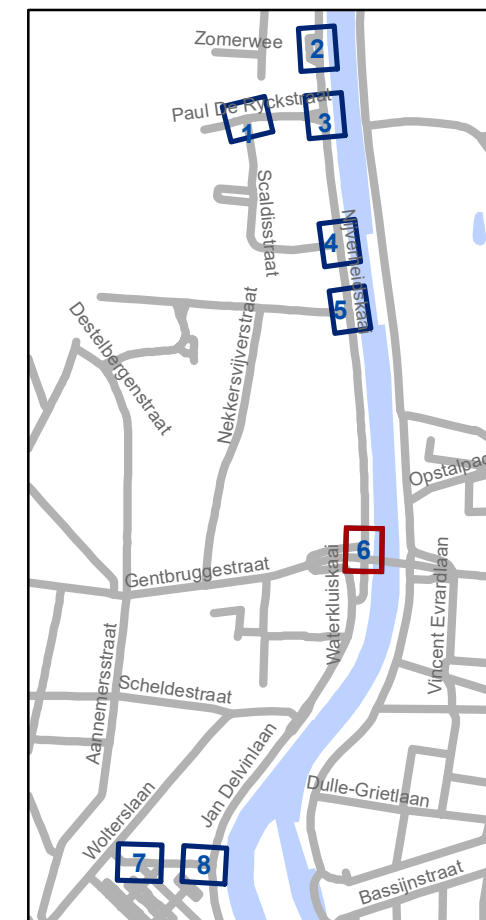 Zomerwee
2
Paul De Ryckstraat
1
3
Scaldisstraat
Nijverheidskaai
4
5
Destelbergenstraat
Nekkersvijverstraat
Opstalpad
6
Gentbruggestraat
Waterkluiskaai
Vincent Evrardlaan
Aannemersstraat
Scheldestraat
Jan Delvinlaan
Dulle-Grietlaan
Wolterslaan
7
8
Bassijnstraat